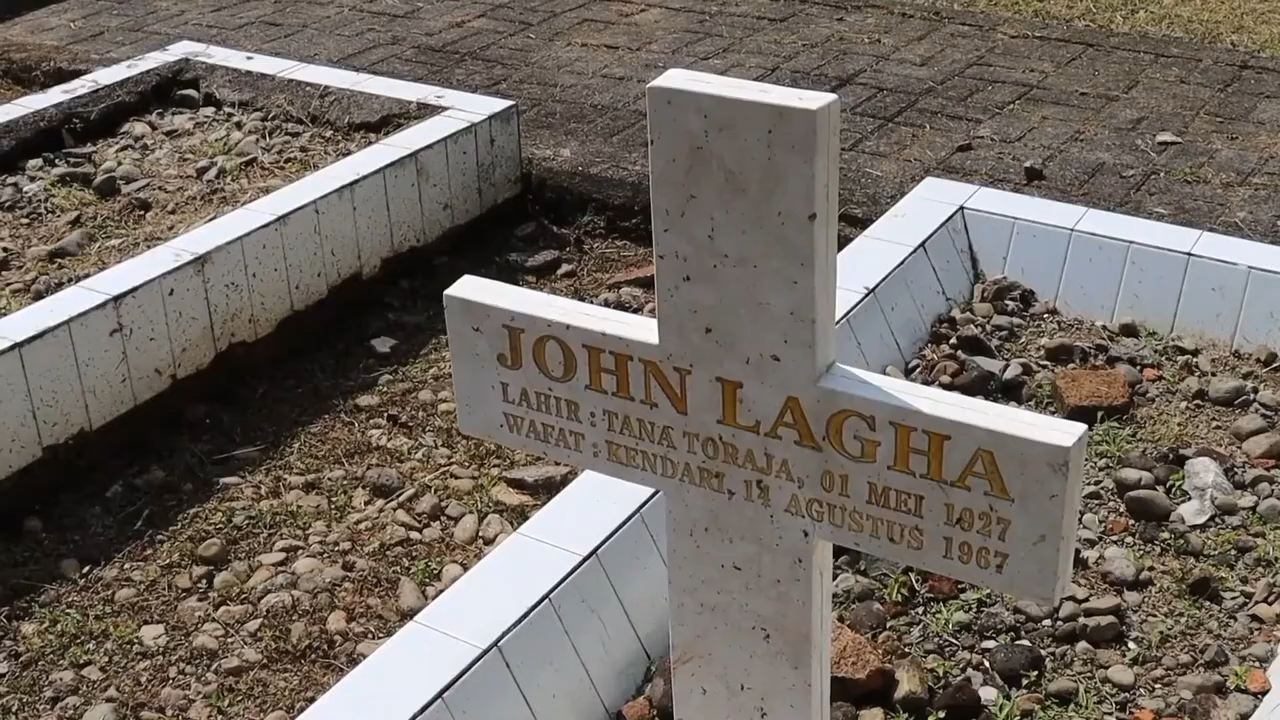 JOHN LAGHA
LAHIR : TANA TORAJA, 01 MEI 1927
WAFAT : KENDARI, 14 AGUSTUS 1967